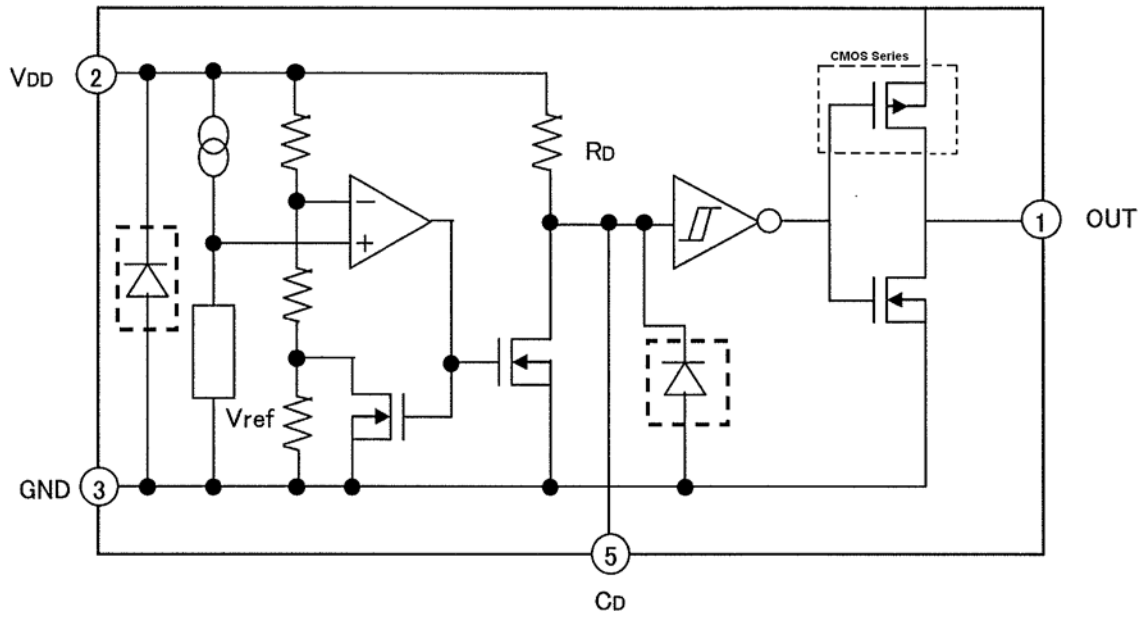 CMOS Series
VDD 2
RD
−
+
1 OUT
Vref
GND 3
5
CD